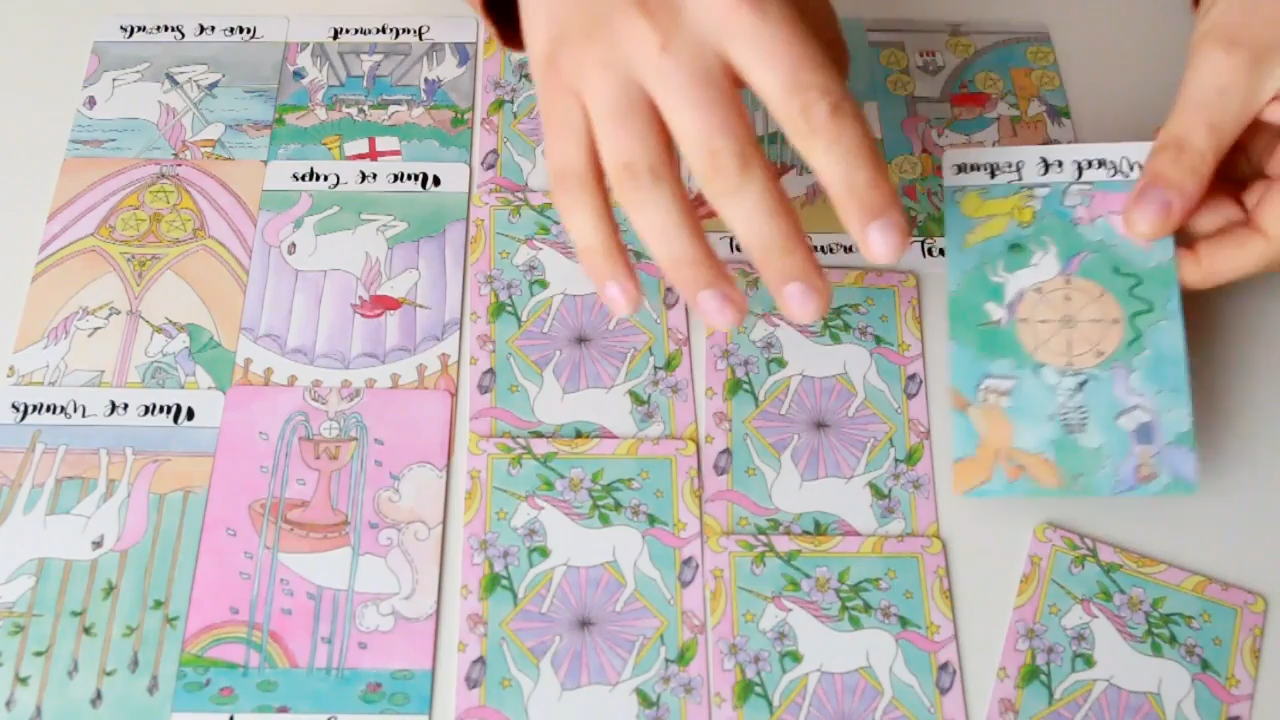 Two of Swords
Judgement
Nine of Cups
Wheel of Fortune
Nine of Wands